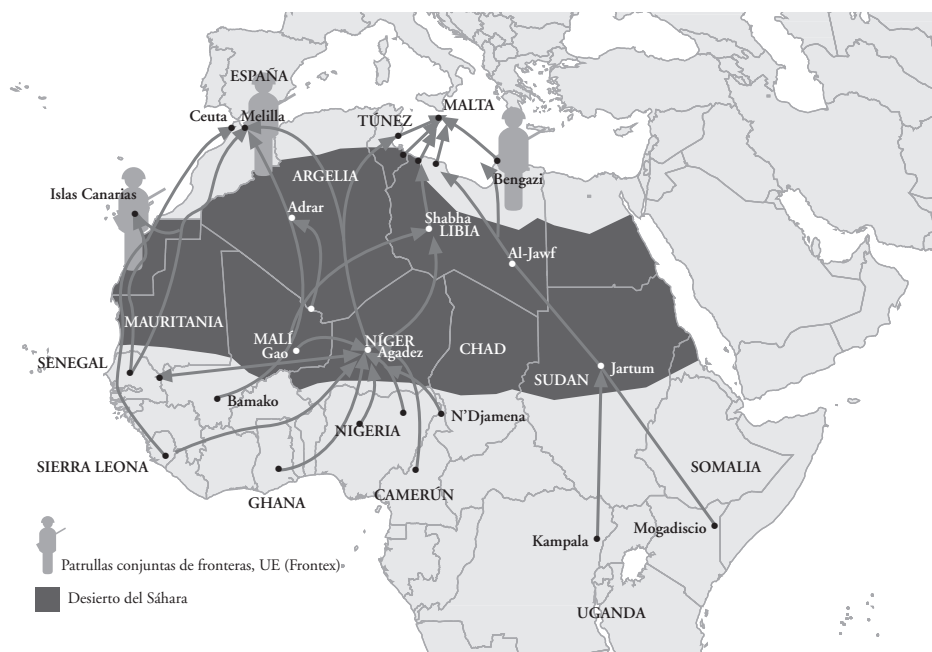 ESPAÑA
MALTA
Ceuta Melilla
TÚNEZ
Bengazi
ARGELIA
Islas Canarias
Adrar
Shabha
LIBIA
Al-Jawf
MAURITANIA
MALÍ
Gao
NÍGER
Agadez
CHAD
SENEGAL
SUDAN
Jartum
Bamako
N'Djamena
NIGERIA
SIERRA LEONA
SOMALIA
GHANA
CAMERÚN
Mogadiscio
Kampala
Patrullas conjuntas de fronteras, UE (Frontex)
Desierto del Sáhara
UGANDA